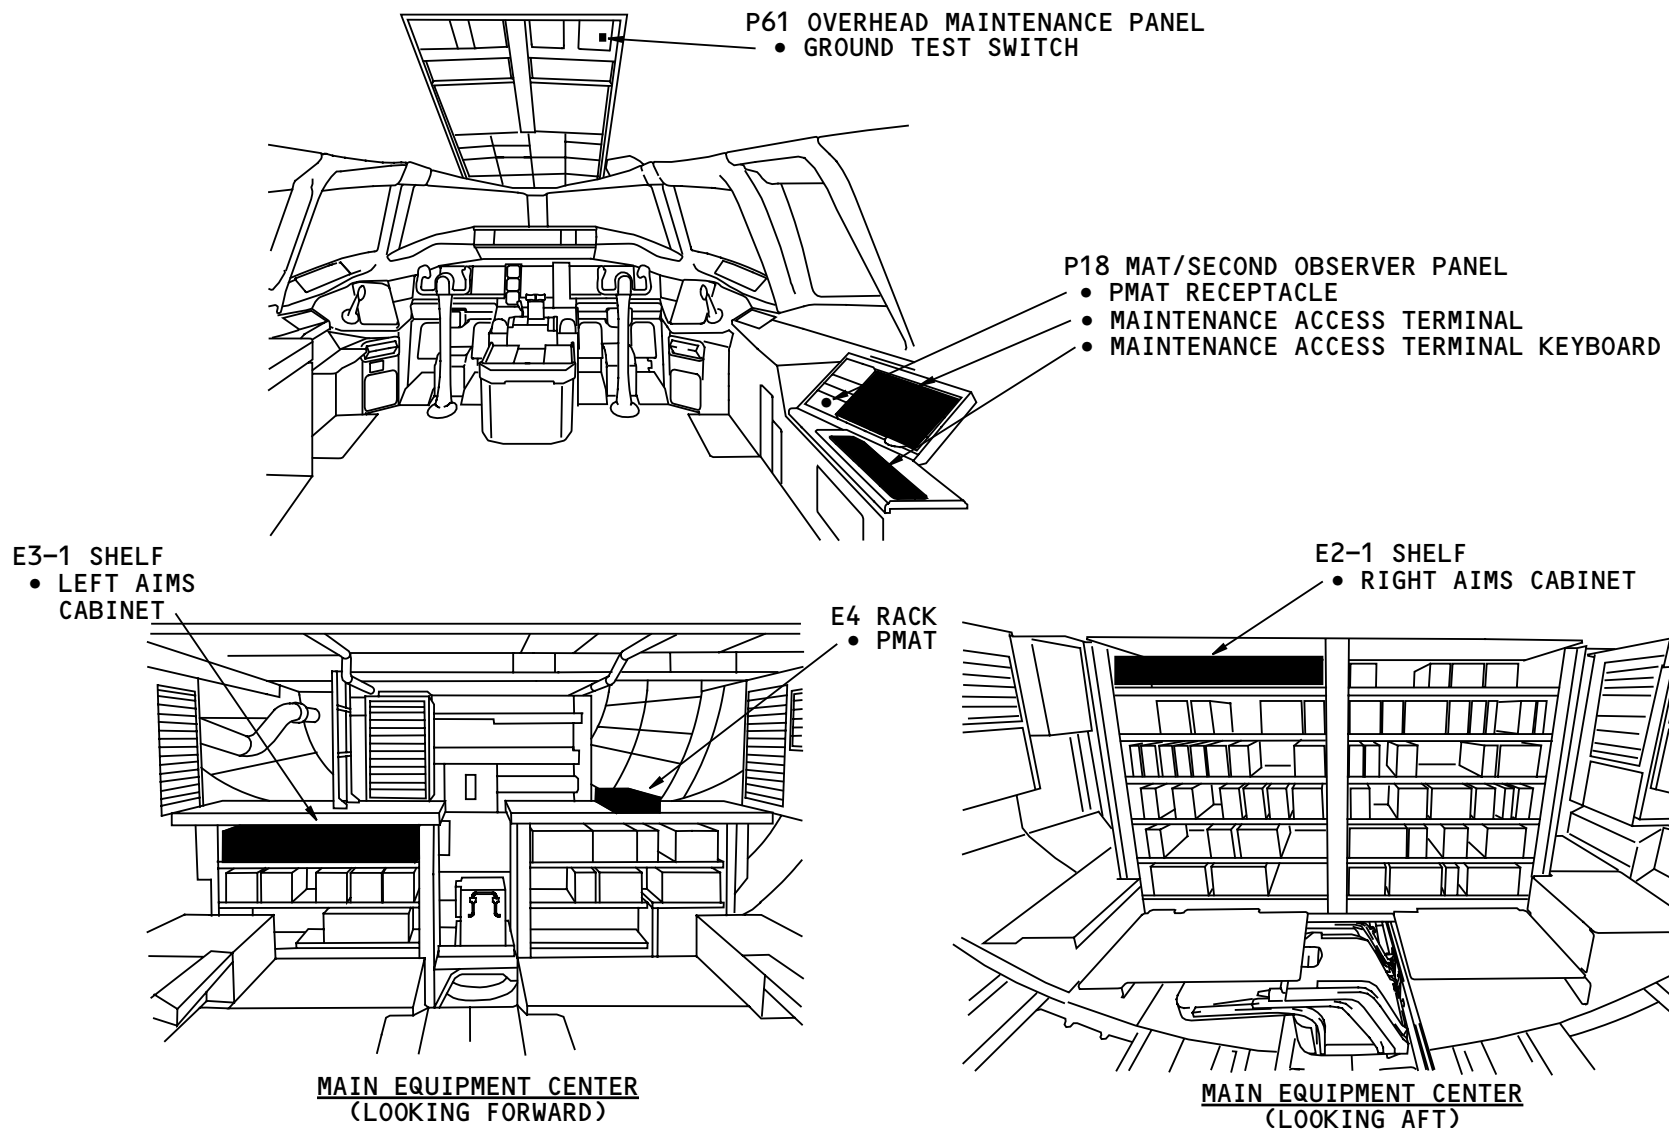 P61 OVERHEAD MAINTENANCE PANEL
• GROUND TEST SWITCH
P18 MAT/SECOND OBSERVER PANEL
• PMAT RECEPTACLE
• MAINTENANCE ACCESS TERMINAL
• MAINTENANCE ACCESS TERMINAL KEYBOARD
E3-1 SHELF
• LEFT AIMS
CABINET
E4 RACK
• PMAT
E2-1 SHELF
• RIGHT AIMS CABINET
MAIN EQUIPMENT CENTER
(LOOKING FORWARD)
MAIN EQUIPMENT CENTER
(LOOKING AFT)